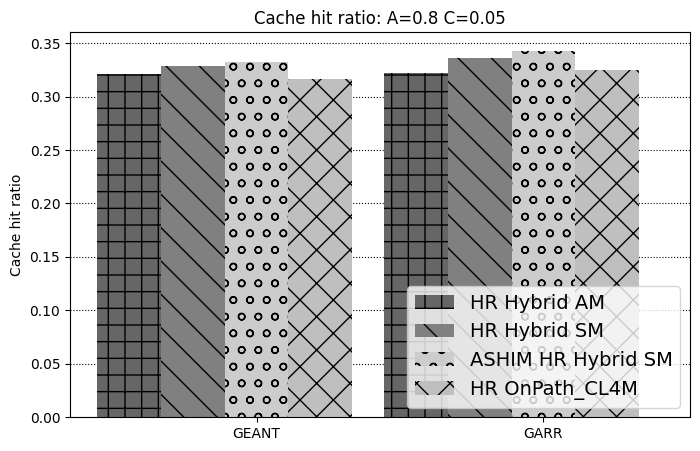 Cache hit ratio: A=0.8 C=0.05
Cache hit ratio
0.35
0.30
0.25
0.20
0.15
0.10
0.05
0.00
HR Hybrid AM
HR Hybrid SM
ASHIM HR Hybrid SM
HR OnPath_CL4M
GEANT
GARR